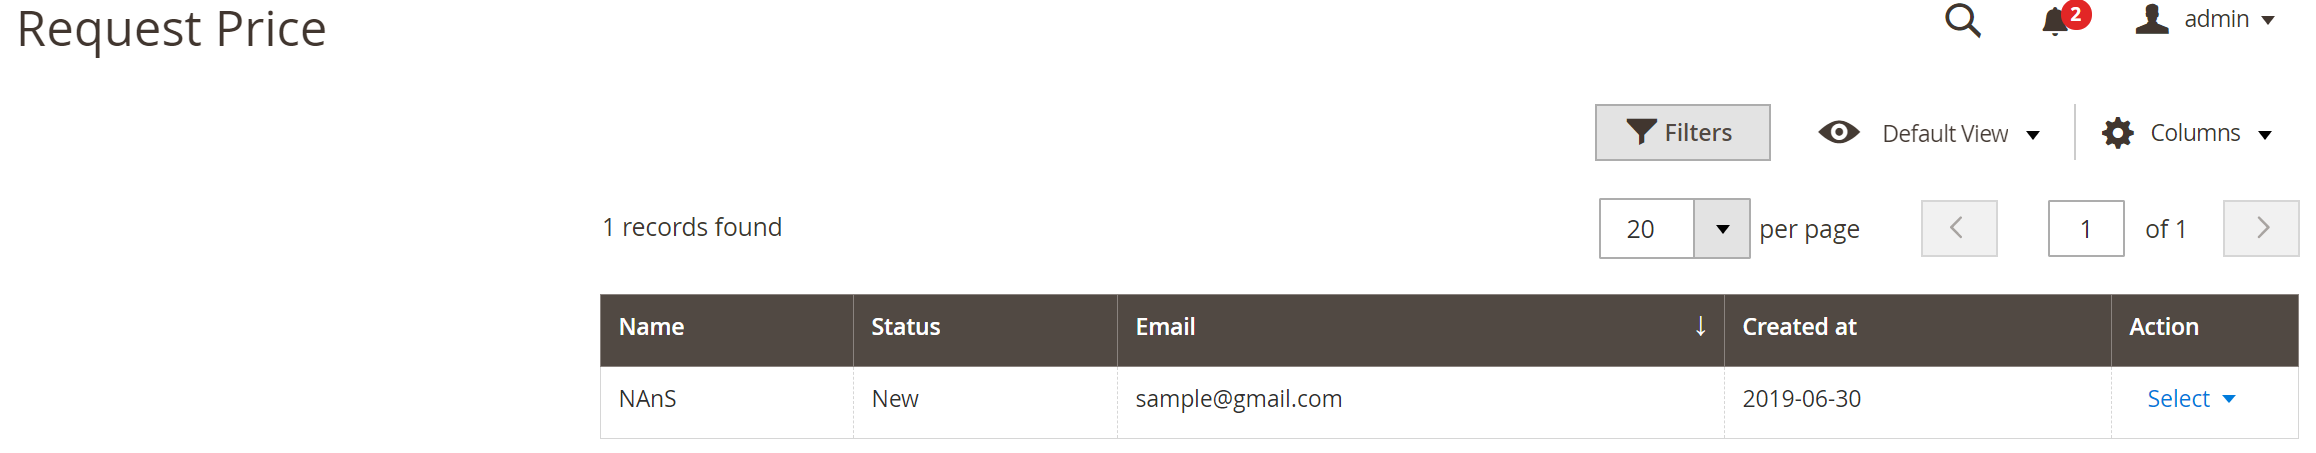 Request Price
2
admin
Filters
Default View
Columns
1 records found
20 per page
1 of 1
Name Status Email ↓ Created at Action
NAnS New sample@gmail.com 2019-06-30 Select